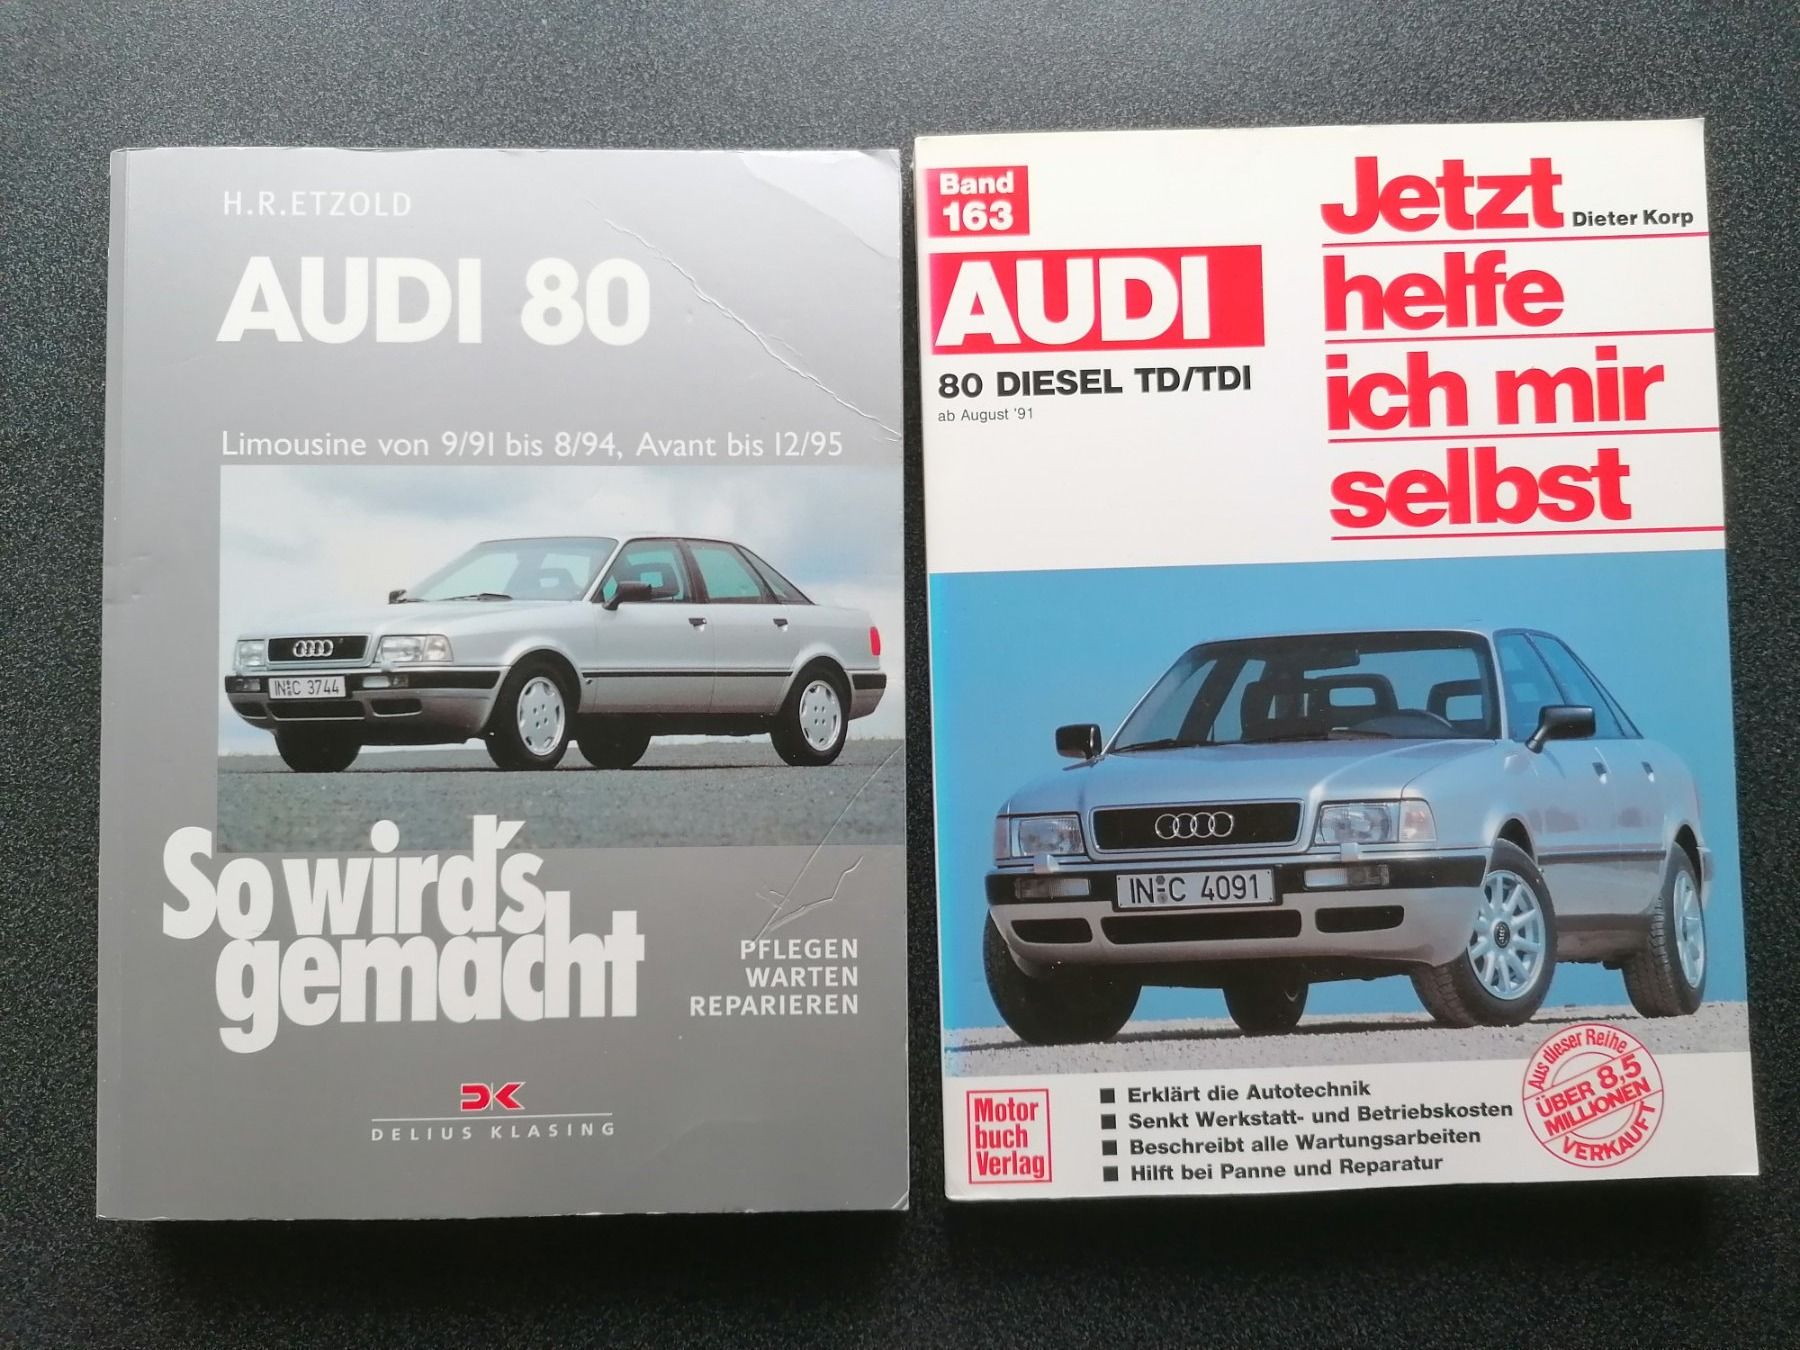 H.R.ETZOLD
AUDI 80
Limousine von 9/91 bis 8/94, Avant bis 12/95
IN C 3744
So wird's
gemacht
PFLEGEN
WARTEN
REPARIEREN
DK
DELIUS KLASING
Band
163
AUDI
80 DIESEL TD/TDI
ab August '91
Jetzt
Dieter Korp
helfe
ich mir
selbst
IN C 4091
Motor
buch
Verlag
■ Erklärt die Autotechnik
■ Senkt Werkstatt- und Betriebskosten
■ Beschreibt alle Wartungsarbeiten
■ Hilft bei Panne und Reparatur
Aus dieser Reihe
ÜBER 8,5
MILLIONEN
VERKAUFT